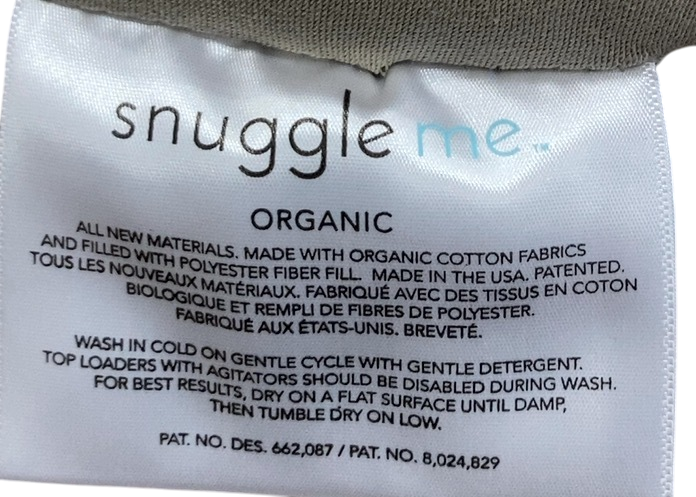 snuggle me™
ORGANIC
ALL NEW MATERIALS. MADE WITH ORGANIC COTTON FABRICS
AND FILLED WITH POLYESTER FIBER FILL. MADE IN THE USA. PATENTED.
TOUS LES NOUVEAUX MATÉRIAUX. FABRIQUÉ AVEC DES TISSUS EN COTON
BIOLOGIQUE ET REMPLI DE FIBRES DE POLYESTER.
FABRIQUÉ AUX ÉTATS-UNIS. BREVETÉ.
WASH IN COLD ON GENTLE CYCLE WITH GENTLE DETERGENT.
TOP LOADERS WITH AGITATORS SHOULD BE DISABLED DURING WASH.
FOR BEST RESULTS, DRY ON A FLAT SURFACE UNTIL DAMP,
THEN TUMBLE DRY ON LOW.
PAT. NO. DES. 662,087 / PAT. NO. 8,024,829